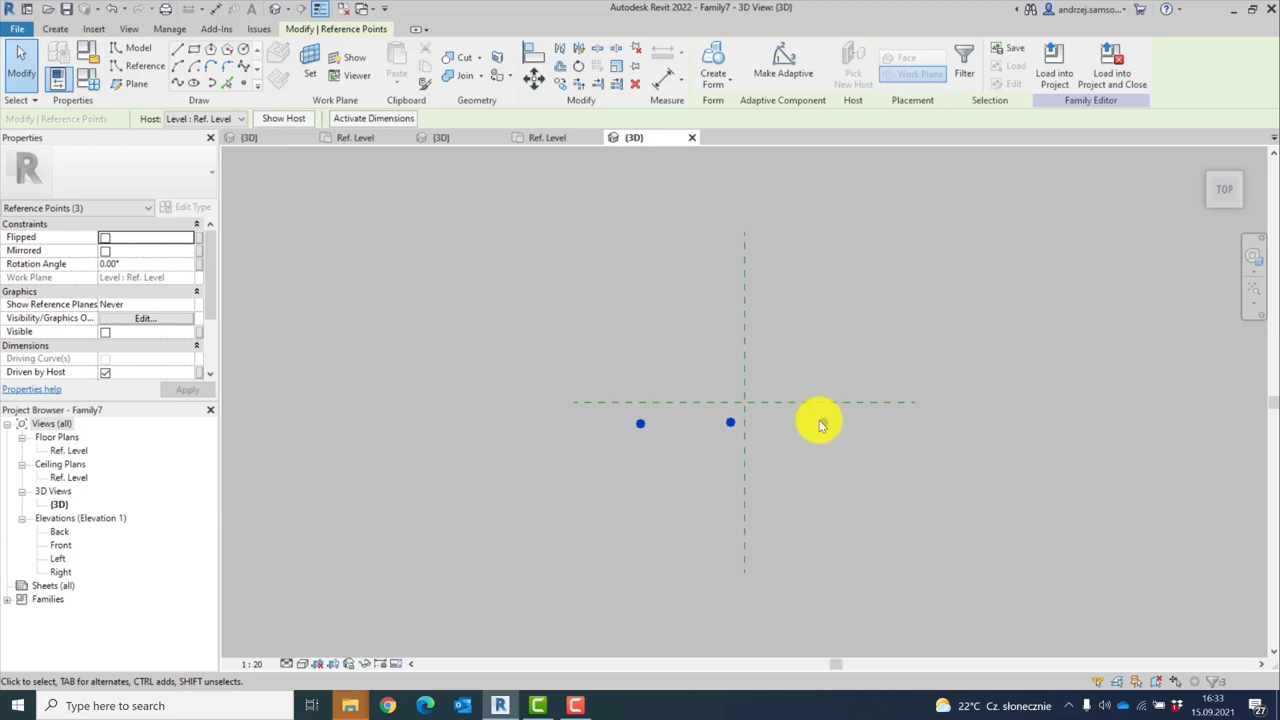 Autodesk Revit 2022 - Family7 - 3D View: {3D}
andrzej.samso...
File Create Insert View Manage Add-Ins Issues Modify | Reference Points
Modify
Model
Reference
Plane
Set
Show
Viewer
Paste
Cut
Join
Create
Form
Make Adaptive
Pick
New Host
Face
Work Plane
Filter
Save
Load
Edit
Load into
Project
Load into
Project and Close
Select Properties Draw Work Plane Clipboard Geometry Modify Measure Form Adaptive Component Host Placement Selection Family Editor
Modify | Reference Points Host: Level : Ref. Level Show Host Activate Dimensions
Properties
{3D} Ref. Level {3D} Ref. Level {3D}
TOP
Reference Points (3) Edit Type
Constraints
Flipped
Mirrored
Rotation Angle 0.00°
Work Plane Level : Ref. Level
Graphics
Show Reference Planes Never
Visibility/Graphics O... Edit...
Visible
Dimensions
Driving Curve(s)
Driven by Host
Properties help Apply
Project Browser - Family7
Views (all)
Floor Plans
Ref. Level
Ceiling Plans
Ref. Level
3D Views
{3D}
Elevations (Elevation 1)
Back
Front
Left
Right
Sheets (all)
Families
1 : 20
Click to select, TAB for alternates, CTRL adds, SHIFT unselects.
:3
Type here to search
22°C Cz. słonecznie
16:33
15.09.2021
27